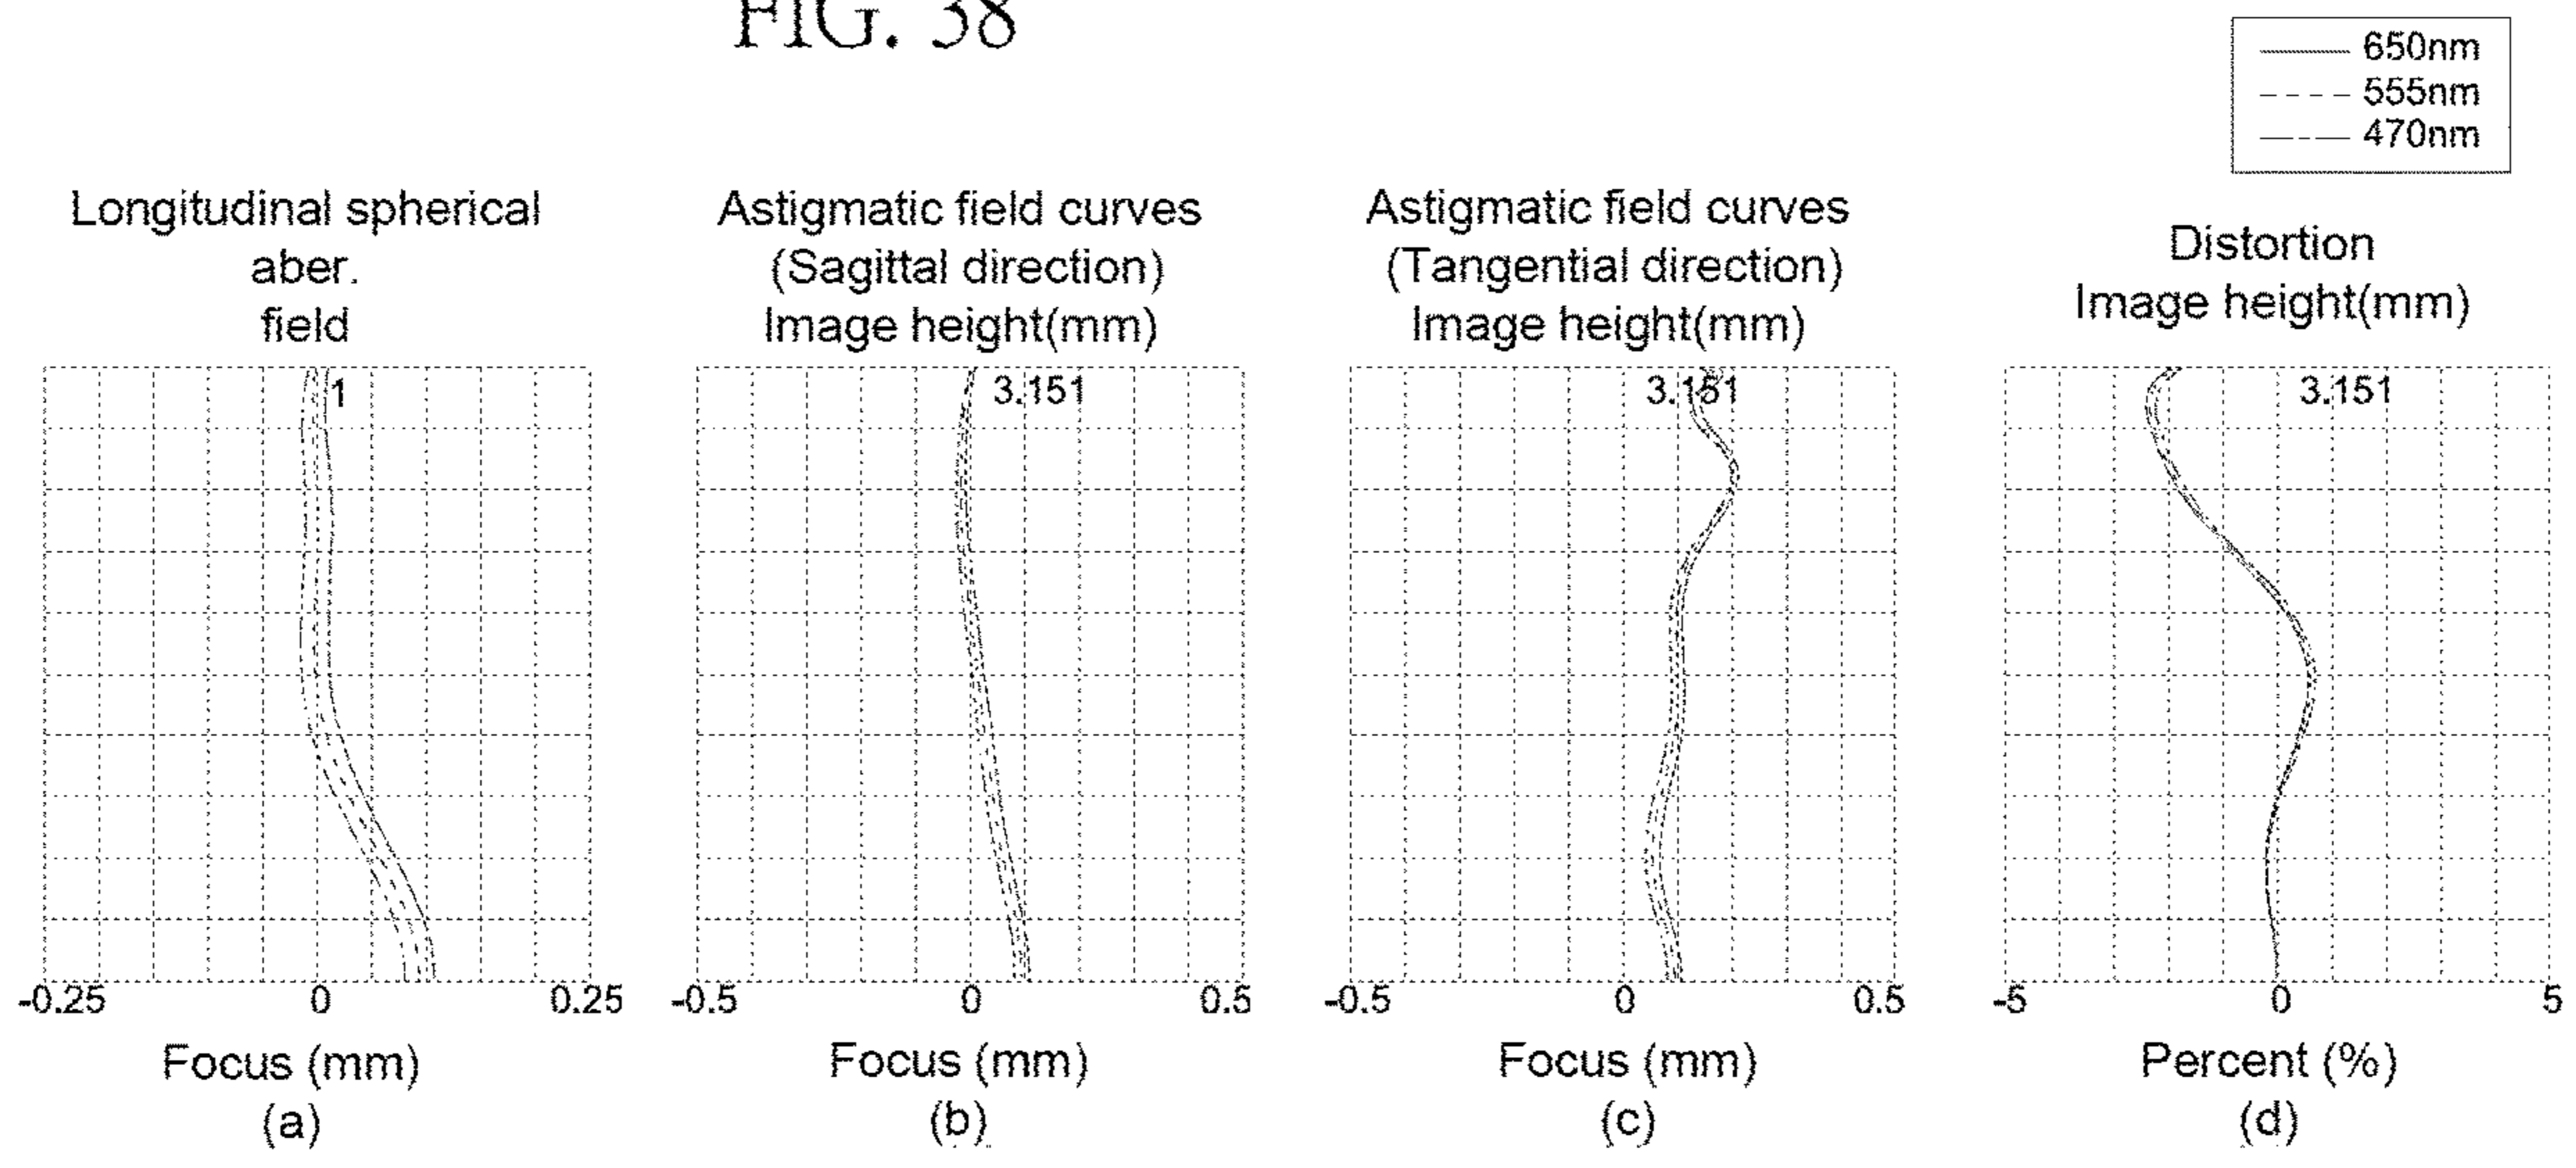 FIG. 38
650nm
555nm
470nm
Longitudinal spherical
aber.
field
1
-0.25 0 0.25
Focus (mm)
(a)
Astigmatic field curves
(Sagittal direction)
Image height(mm)
3.151
-0.5 0 0.5
Focus (mm)
(b)
Astigmatic field curves
(Tangential direction)
Image height(mm)
3.151
-0.5 0 0.5
Focus (mm)
(c)
Distortion
Image height(mm)
3.151
-5 0 5
Percent (%)
(d)